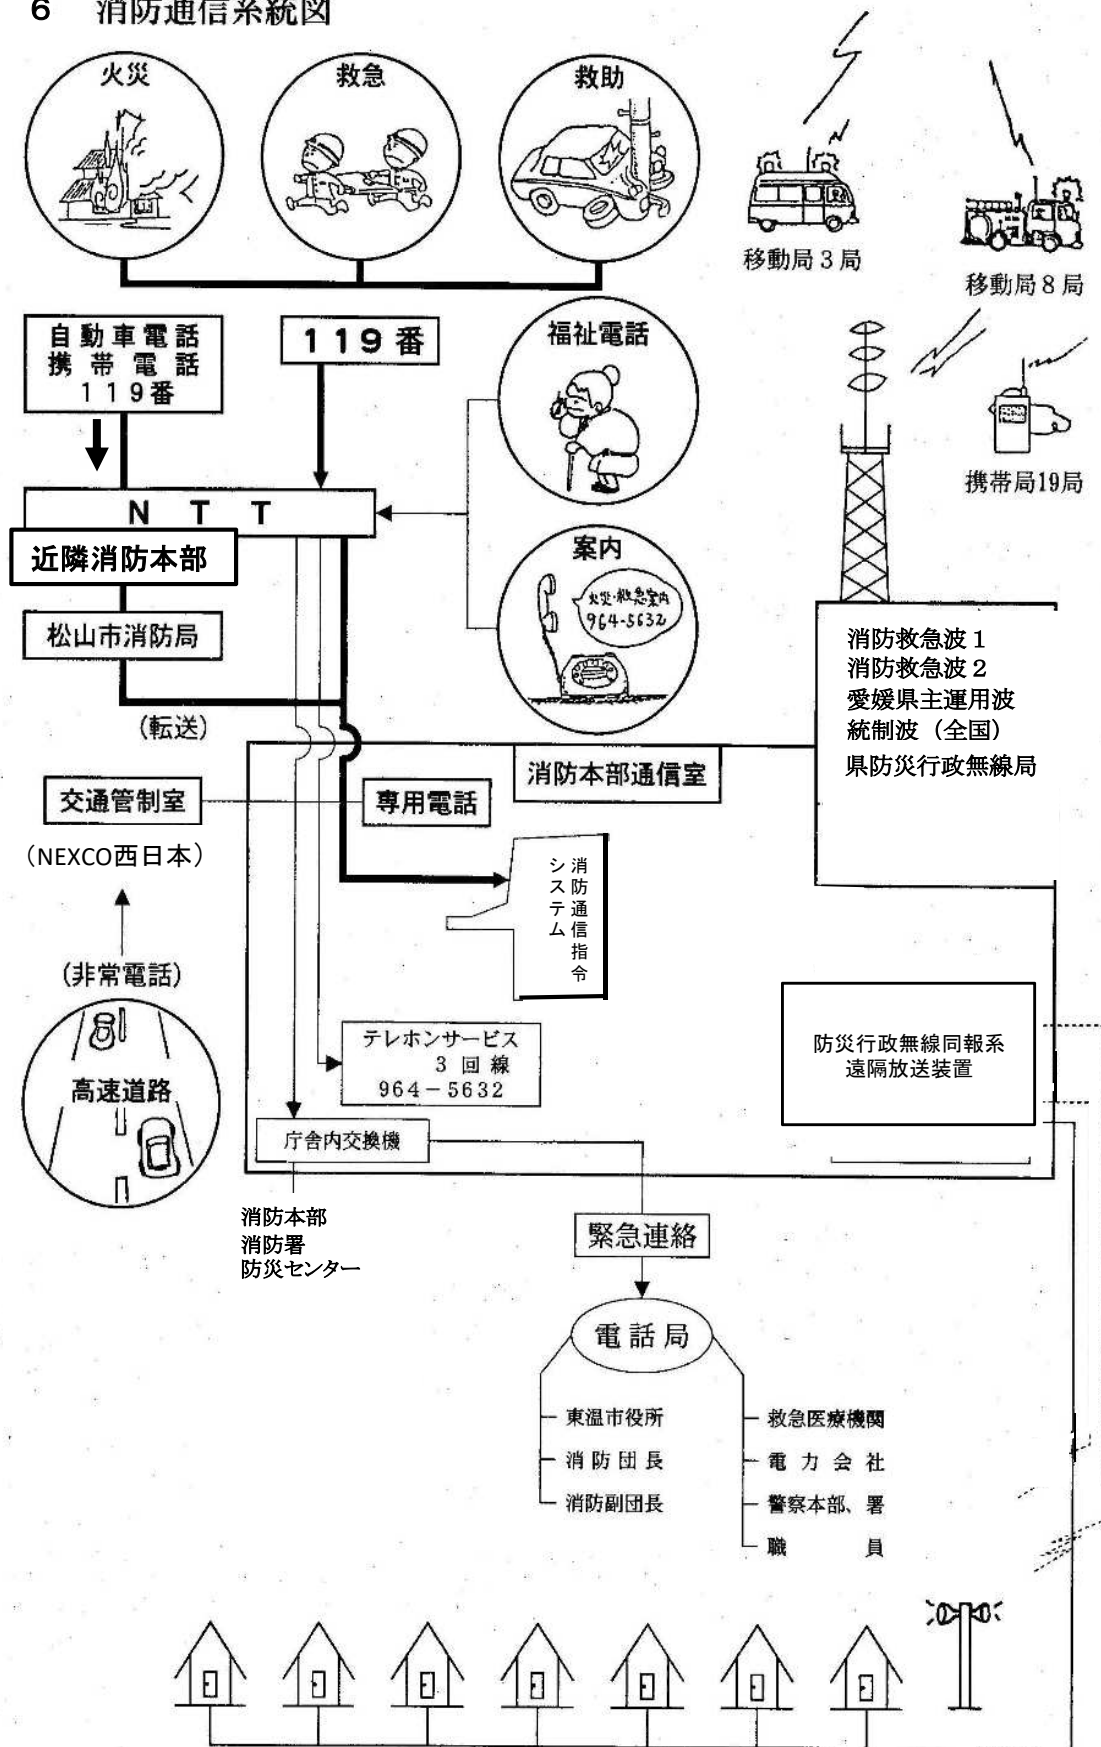 6 消防通信系統図
火災
救急
救助
移動局3局
移動局8局
自動車電話
携帯電話
119番
119番
福祉電話
携帯局19局
NTT
近隣消防本部
案内
火災・救急案内
964-5632
松山市消防局
消防救急波1
消防救急波2
愛媛県主運用波
統制波（全国）
県防災行政無線局
（転送）
消防本部通信室
交通管制室
専用電話
（NEXCO西日本）
消防通信指令
システム
（非常電話）
高速道路
テレホンサービス
3回線
964－5632
防災行政無線同報系
遠隔放送装置
庁舎内交換機
消防本部
消防署
防災センター
緊急連絡
電話局
東温市役所
消防団長
消防副団長
救急医療機関
電力会社
警察本部、署
職員